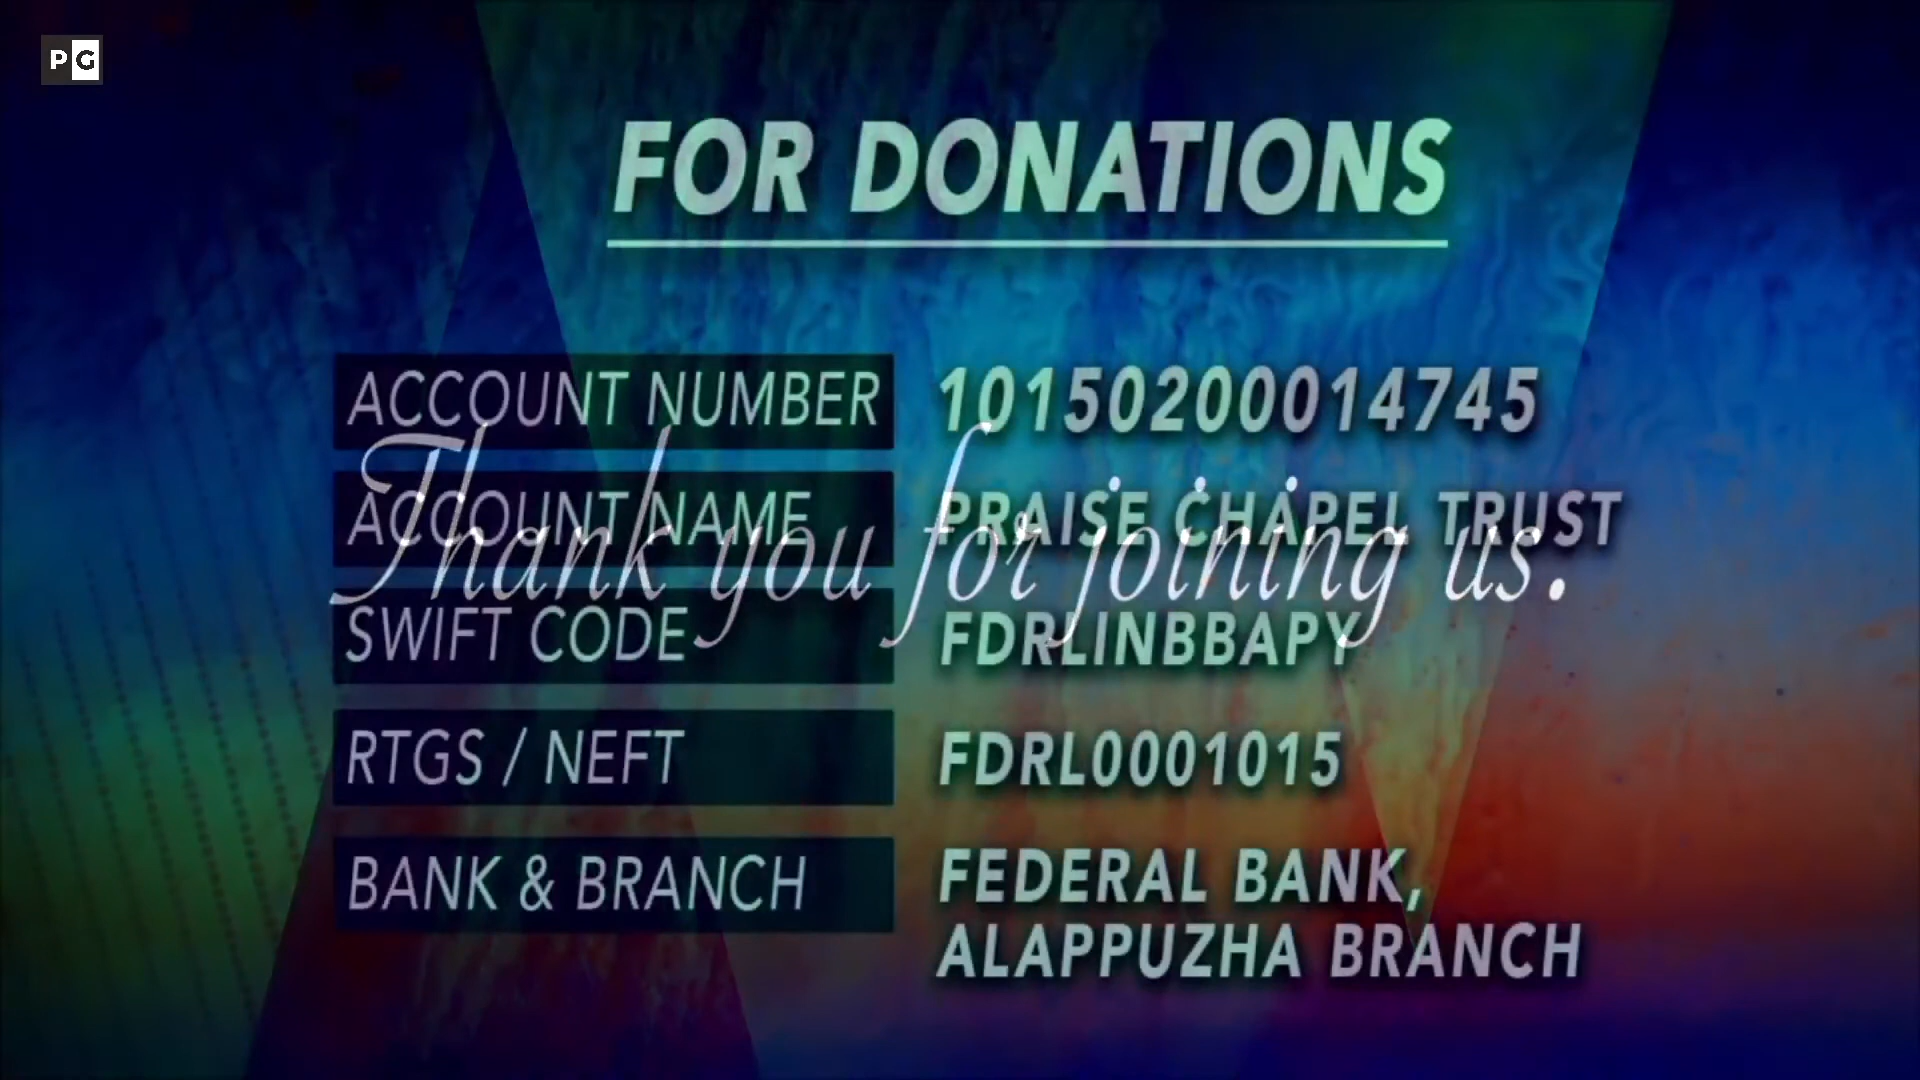 PG
FOR DONATIONS
ACCOUNT NUMBER 10150200014745
ACCOUNT NAME PRAISE CHAPEL TRUST
Thank you for joining us.
SWIFT CODE FDRLINBBAPY
RTGS / NEFT FDRL0001015
BANK & BRANCH FEDERAL BANK,
ALAPPUZHA BRANCH